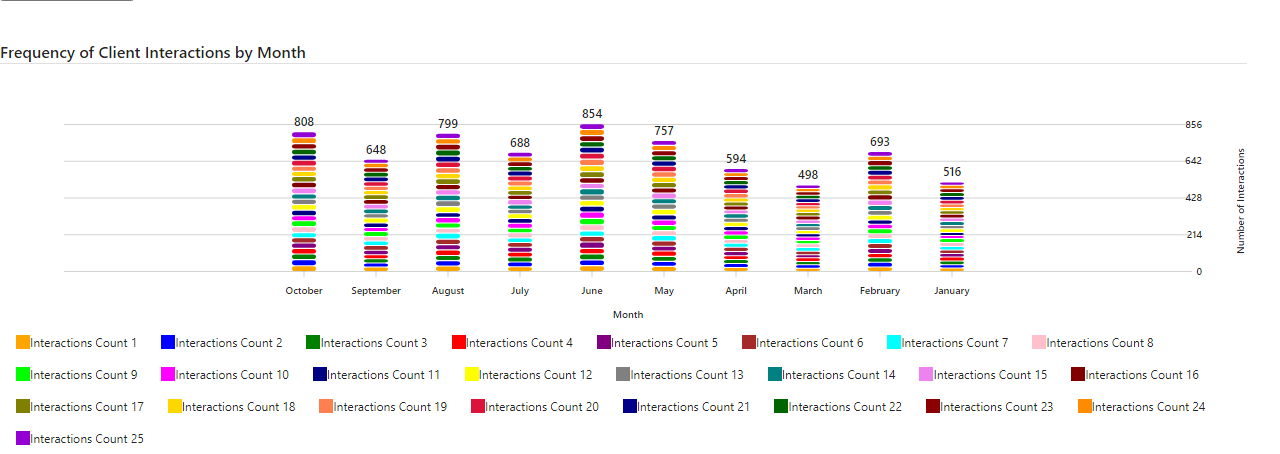 Frequency of Client Interactions by Month
854
808
799
757
688
693
648
594
498
516
856
642
428
214
0
Number of Interactions
October September August July June May April March February January
Month
Interactions Count 1 Interactions Count 2 Interactions Count 3 Interactions Count 4 Interactions Count 5 Interactions Count 6 Interactions Count 7 Interactions Count 8
Interactions Count 9 Interactions Count 10 Interactions Count 11 Interactions Count 12 Interactions Count 13 Interactions Count 14 Interactions Count 15 Interactions Count 16
Interactions Count 17 Interactions Count 18 Interactions Count 19 Interactions Count 20 Interactions Count 21 Interactions Count 22 Interactions Count 23 Interactions Count 24
Interactions Count 25